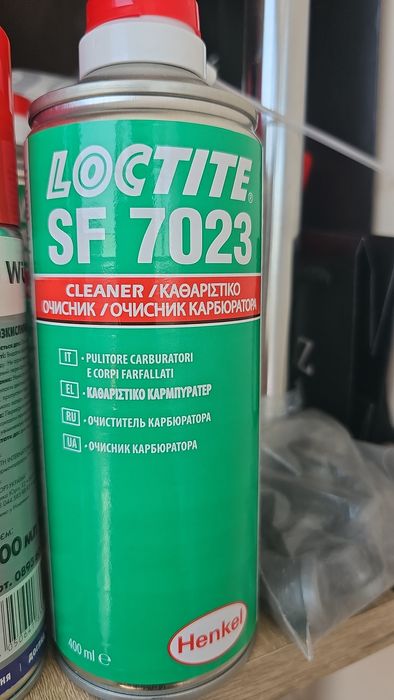 LOCTITE®
SF 7023
CLEANER / ΚΑΘΑΡΙΣΤΙΚΟ
ОЧИСНИК / ОЧИСНИК КАРБЮРАТОРА
IT - PULITORE CARBURATORI
E CORPI FARFALLATI
EL - ΚΑΘΑΡΙΣΤΙΚΟ ΚΑΡΜΠΥΡΑΤΕΡ
RU - ОЧИСТИТЕЛЬ КАРБЮРАТОРА
UA - ОЧИСНИК КАРБЮРАТОРА
400 ml e
Henkel